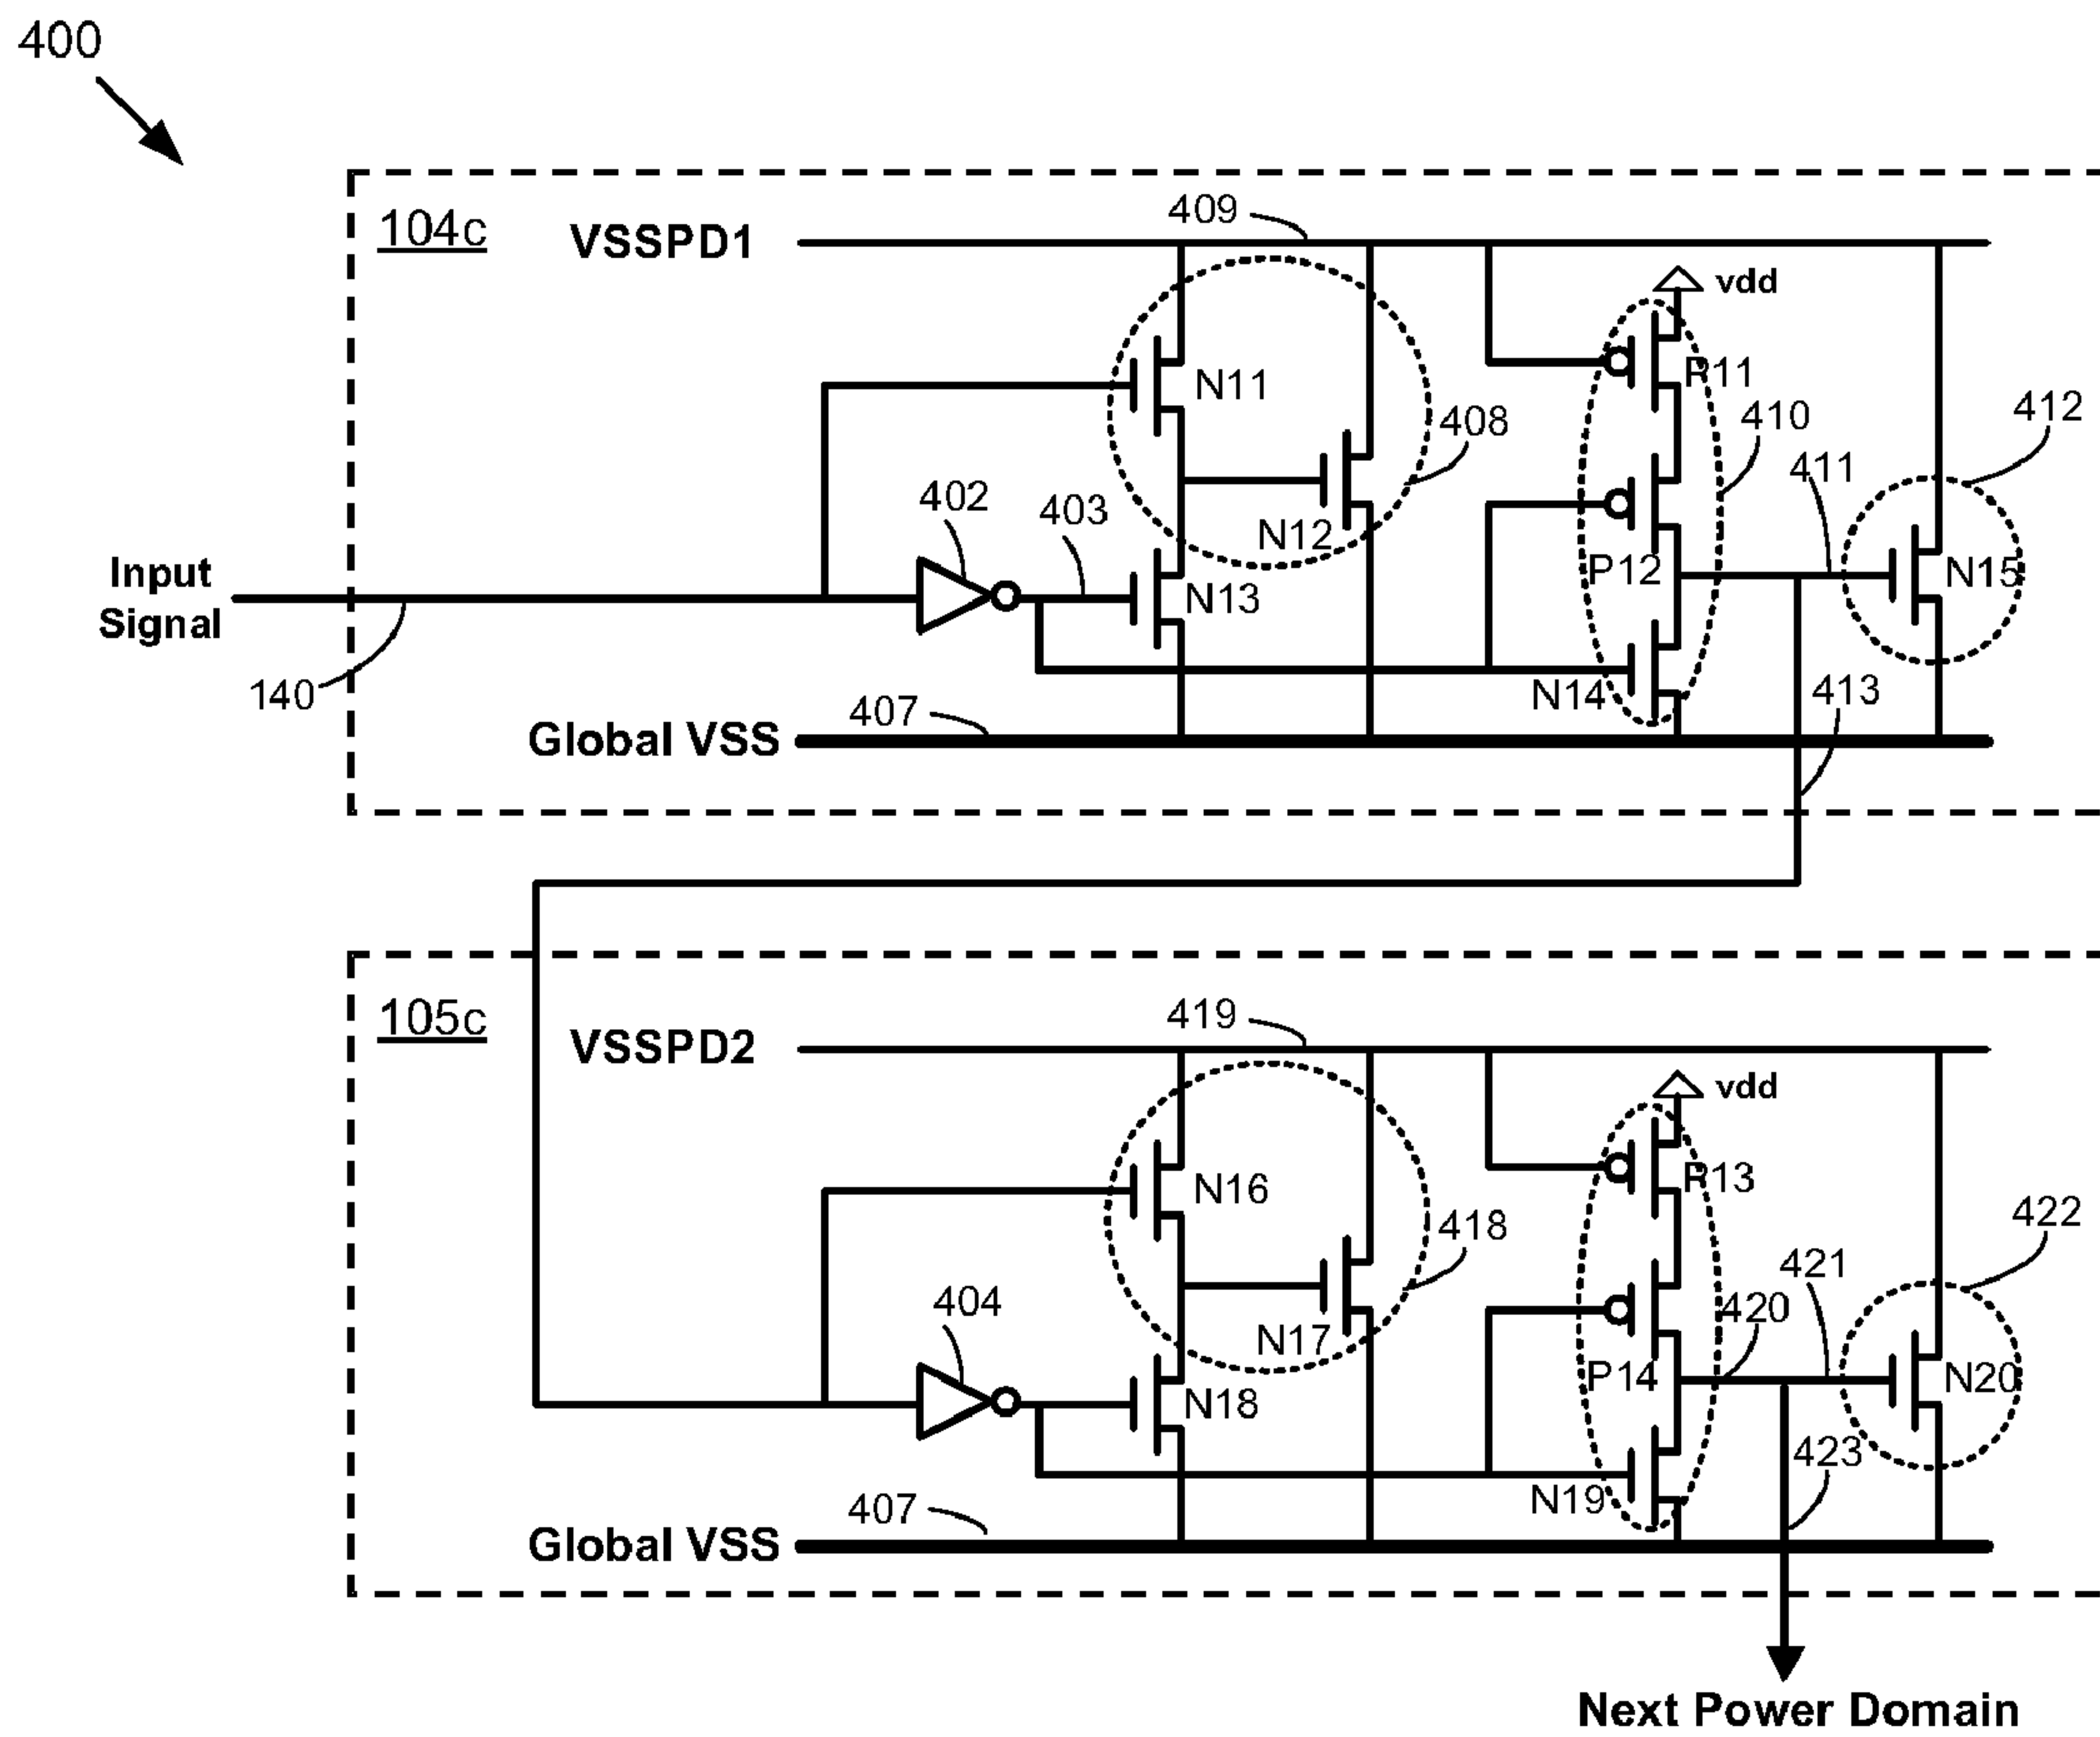 400
104c
VSSPD1
409
vdd
N11
P11
408
410
412
402
403
411
N12
P12
N15
Input
Signal
N13
140
N14
413
407
Global VSS
105c
VSSPD2
419
vdd
N16
P13
418
422
404
421
420
N17
P14
N20
N18
423
N19
407
Global VSS
Next Power Domain